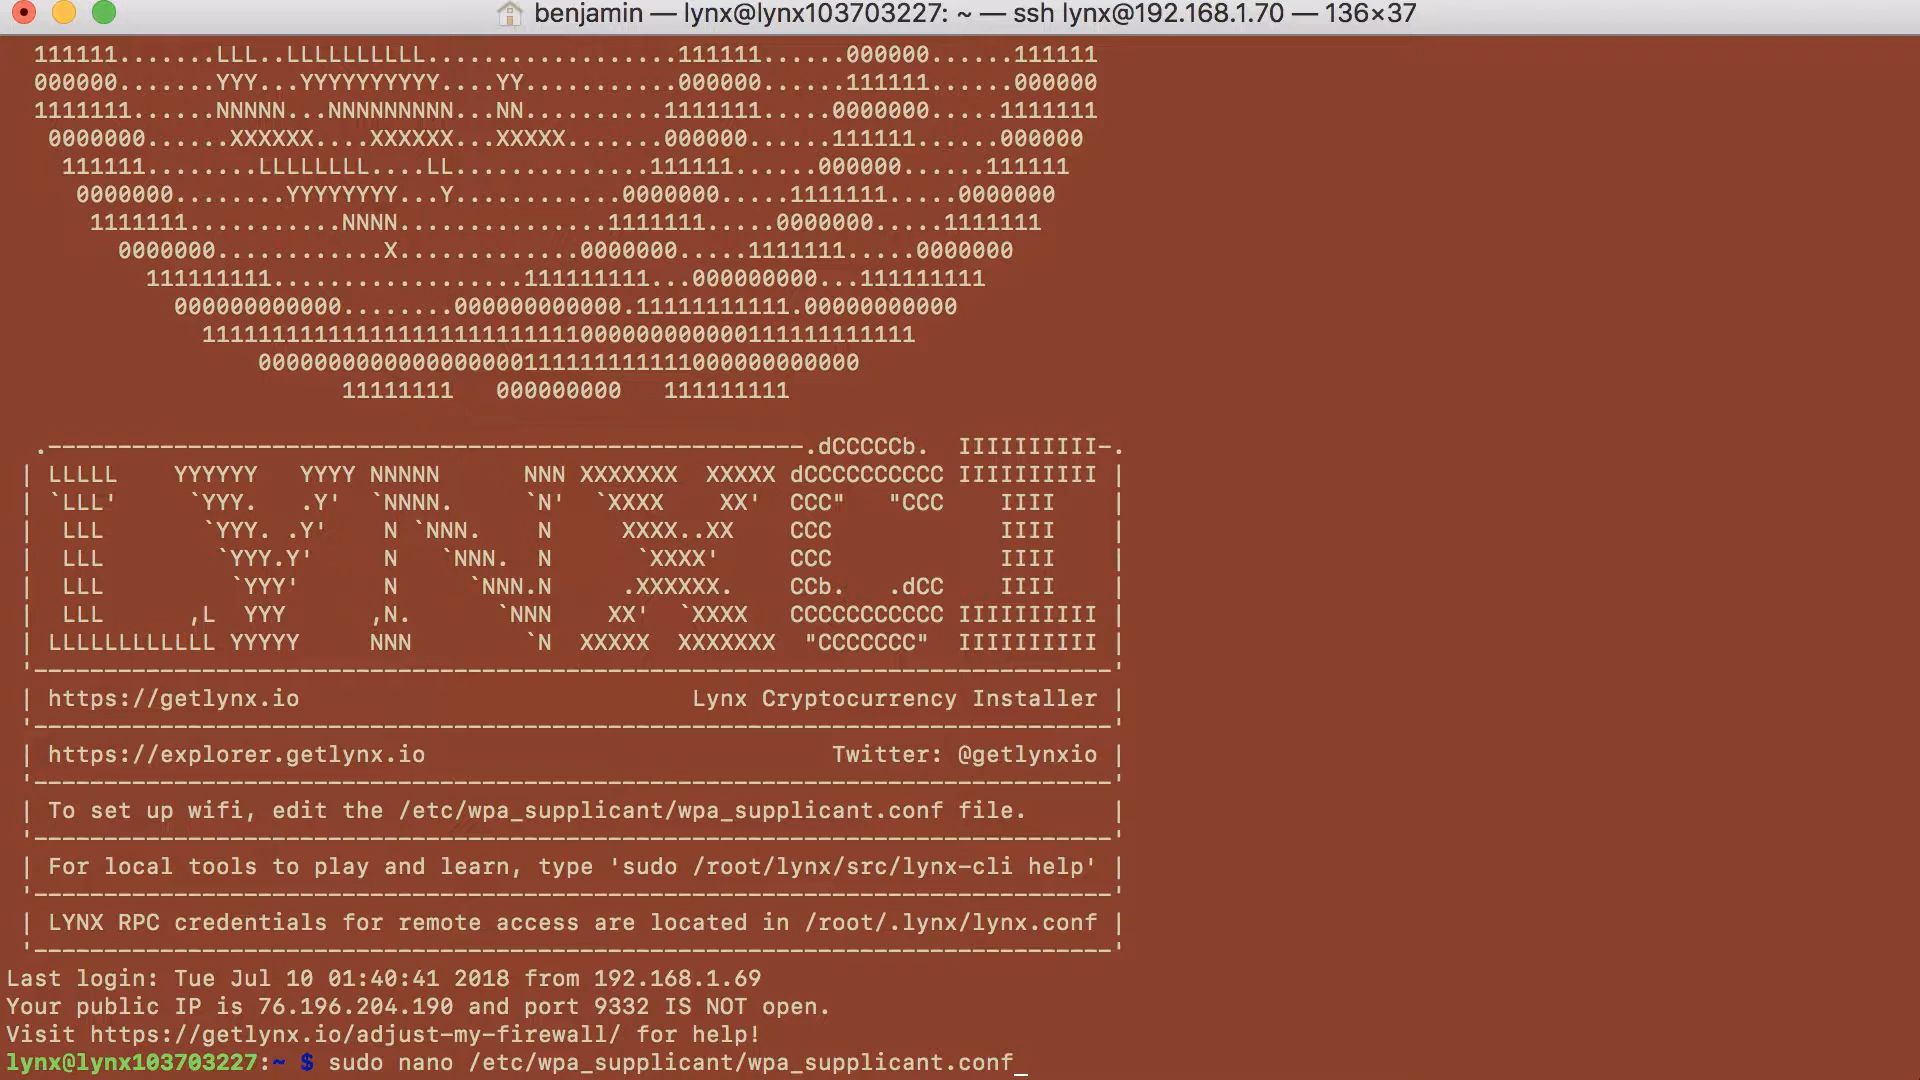 benjamin — lynx@lynx103703227: ~ — ssh lynx@192.168.1.70 — 136×37
111111.......LLL..LLLLLLLLLL..................111111......000000......111111
000000.......YYY...YYYYYYYYYY....YY...........000000......111111......000000
1111111......NNNNN...NNNNNNNNN...NN..........1111111.....0000000.....1111111
0000000......XXXXXX....XXXXXX...XXXXX.......000000......111111......000000
111111........LLLLLLLL....LL..............111111......000000......111111
0000000........YYYYYYYY...Y............0000000.....1111111.....0000000
1111111...........NNNN...............1111111.....0000000.....1111111
0000000............X.............0000000.....1111111.....0000000
111111111..................111111111...000000000...111111111
000000000000........000000000000.11111111111.00000000000
111111111111111111111111111000000000000111111111111
0000000000000000000111111111111000000000000
11111111   000000000   111111111
.------------------------------------------------------.dCCCCCb.  IIIIIIIIII-.
| LLLLL    YYYYYY   YYYY NNNNN      NNN XXXXXXX  XXXXX dCCCCCCCCCC IIIIIIIIII |
| `LLL'     `YYY.   .Y'  `NNNN.     `N'  `XXXX    XX'  CCC"   "CCC    IIII    |
|  LLL       `YYY. .Y'    N `NNN.    N     XXXX..XX    CCC            IIII    |
|  LLL        `YYY.Y'     N   `NNN.  N      `XXXX'     CCC            IIII    |
|  LLL         `YYY'      N     `NNN.N     .XXXXXX.    CCb.   .dCC    IIII    |
|  LLL      ,L  YYY      ,N.      `NNN    XX'  `XXXX   CCCCCCCCCCC IIIIIIIIII |
| LLLLLLLLLLLL YYYYY     NNN        `N  XXXXX  XXXXXXX  "CCCCCCC"  IIIIIIIIII |
'-----------------------------------------------------------------------------'
| https://getlynx.io                            Lynx Cryptocurrency Installer |
'-----------------------------------------------------------------------------'
| https://explorer.getlynx.io                             Twitter: @getlynxio |
'-----------------------------------------------------------------------------'
| To set up wifi, edit the /etc/wpa_supplicant/wpa_supplicant.conf file.      |
'-----------------------------------------------------------------------------'
| For local tools to play and learn, type 'sudo /root/lynx/src/lynx-cli help' |
'-----------------------------------------------------------------------------'
| LYNX RPC credentials for remote access are located in /root/.lynx/lynx.conf |
'-----------------------------------------------------------------------------'
Last login: Tue Jul 10 01:40:41 2018 from 192.168.1.69
Your public IP is 76.196.204.190 and port 9332 IS NOT open.
Visit https://getlynx.io/adjust-my-firewall/ for help!
lynx@lynx103703227:~ $ sudo nano /etc/wpa_supplicant/wpa_supplicant.conf_